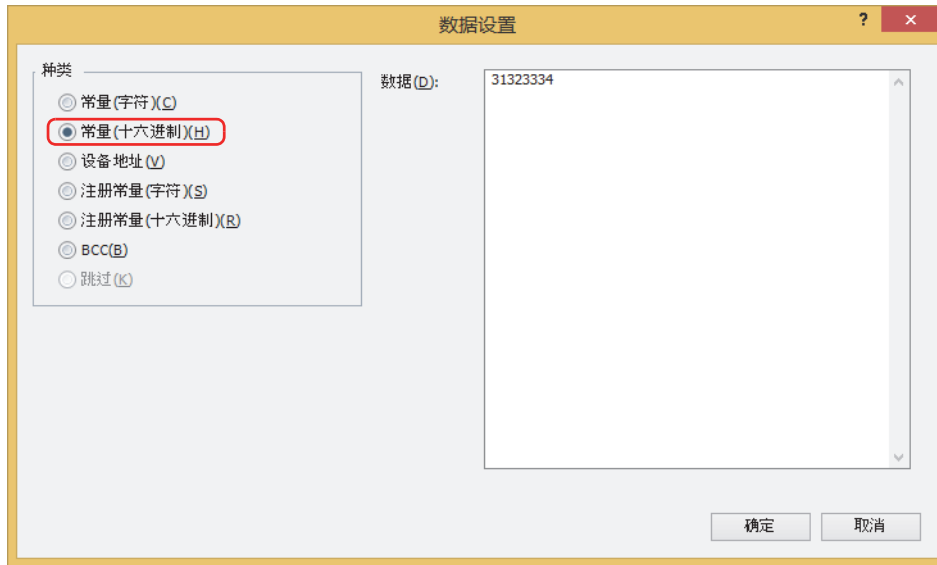 数据设置
?
×
种类
常量(字符)(C)
常量(十六进制)(H)
设备地址(V)
注册常量(字符)(S)
注册常量(十六进制)(R)
BCC(B)
跳过(K)
数据(D):
31323334
确定
取消